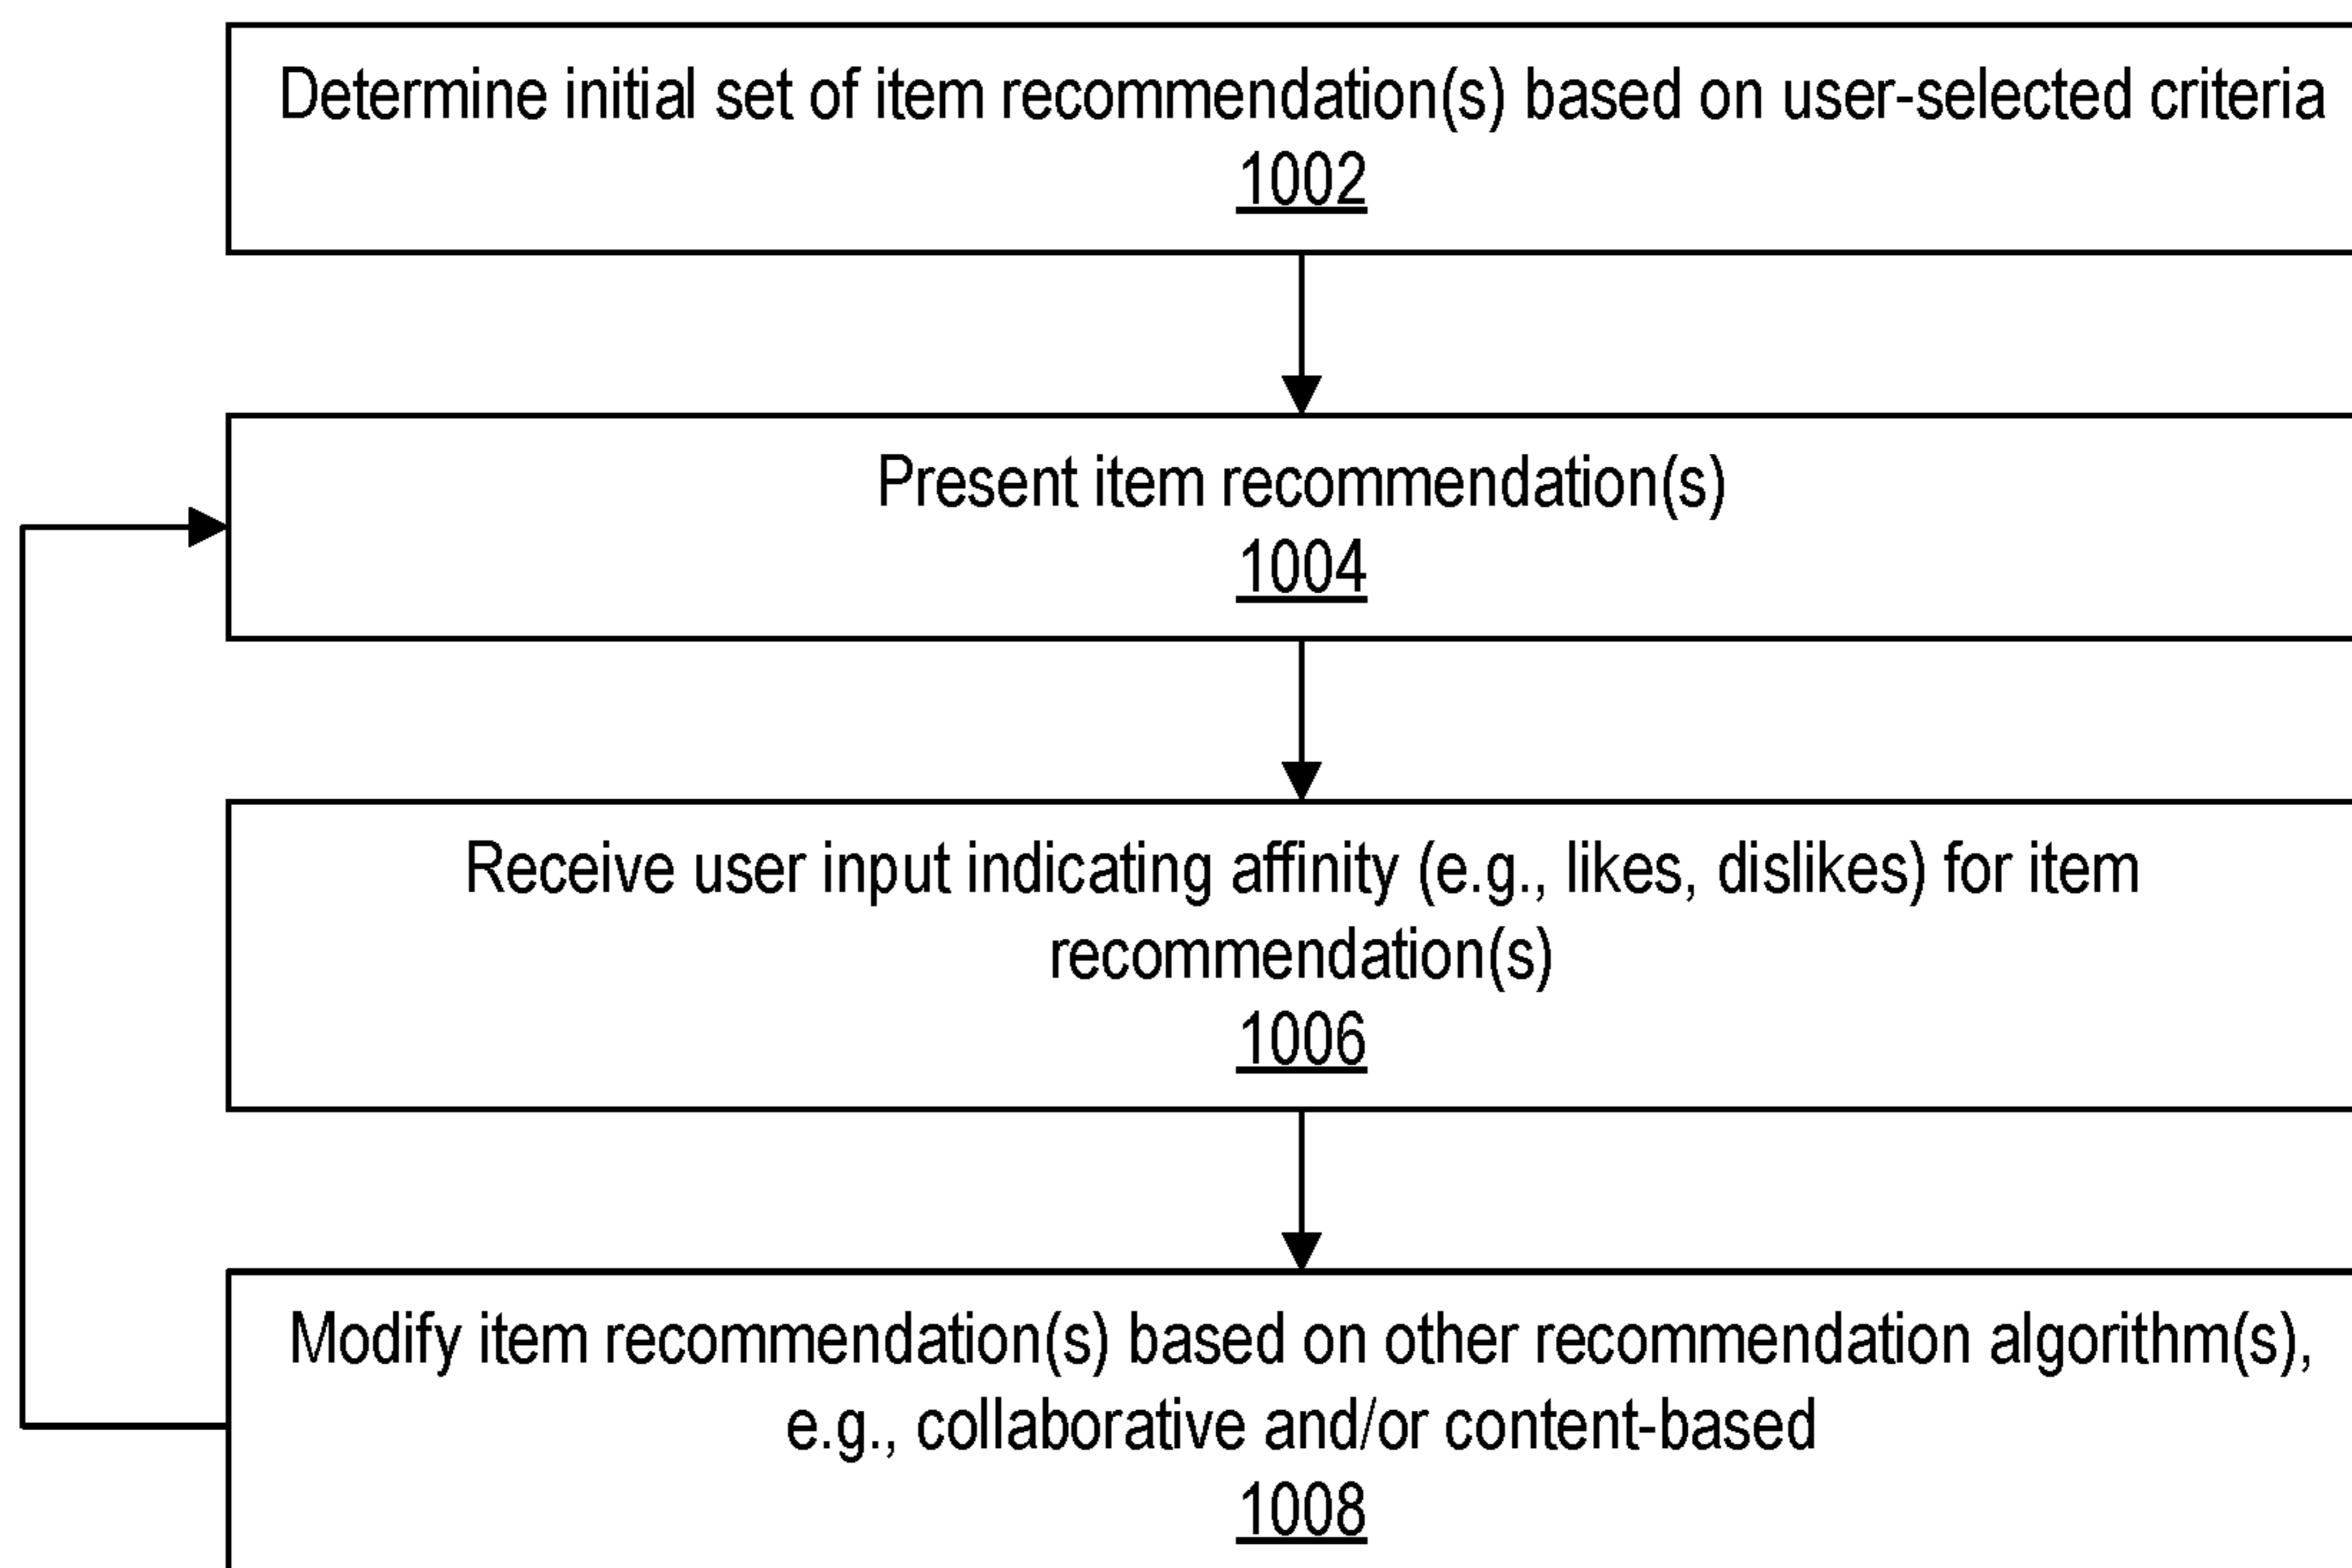 Determine initial set of item recommendation(s) based on user-selected criteria
1002
Present item recommendation(s)
1004
Receive user input indicating affinity (e.g., likes, dislikes) for item
recommendation(s)
1006
Modify item recommendation(s) based on other recommendation algorithm(s),
e.g., collaborative and/or content-based
1008